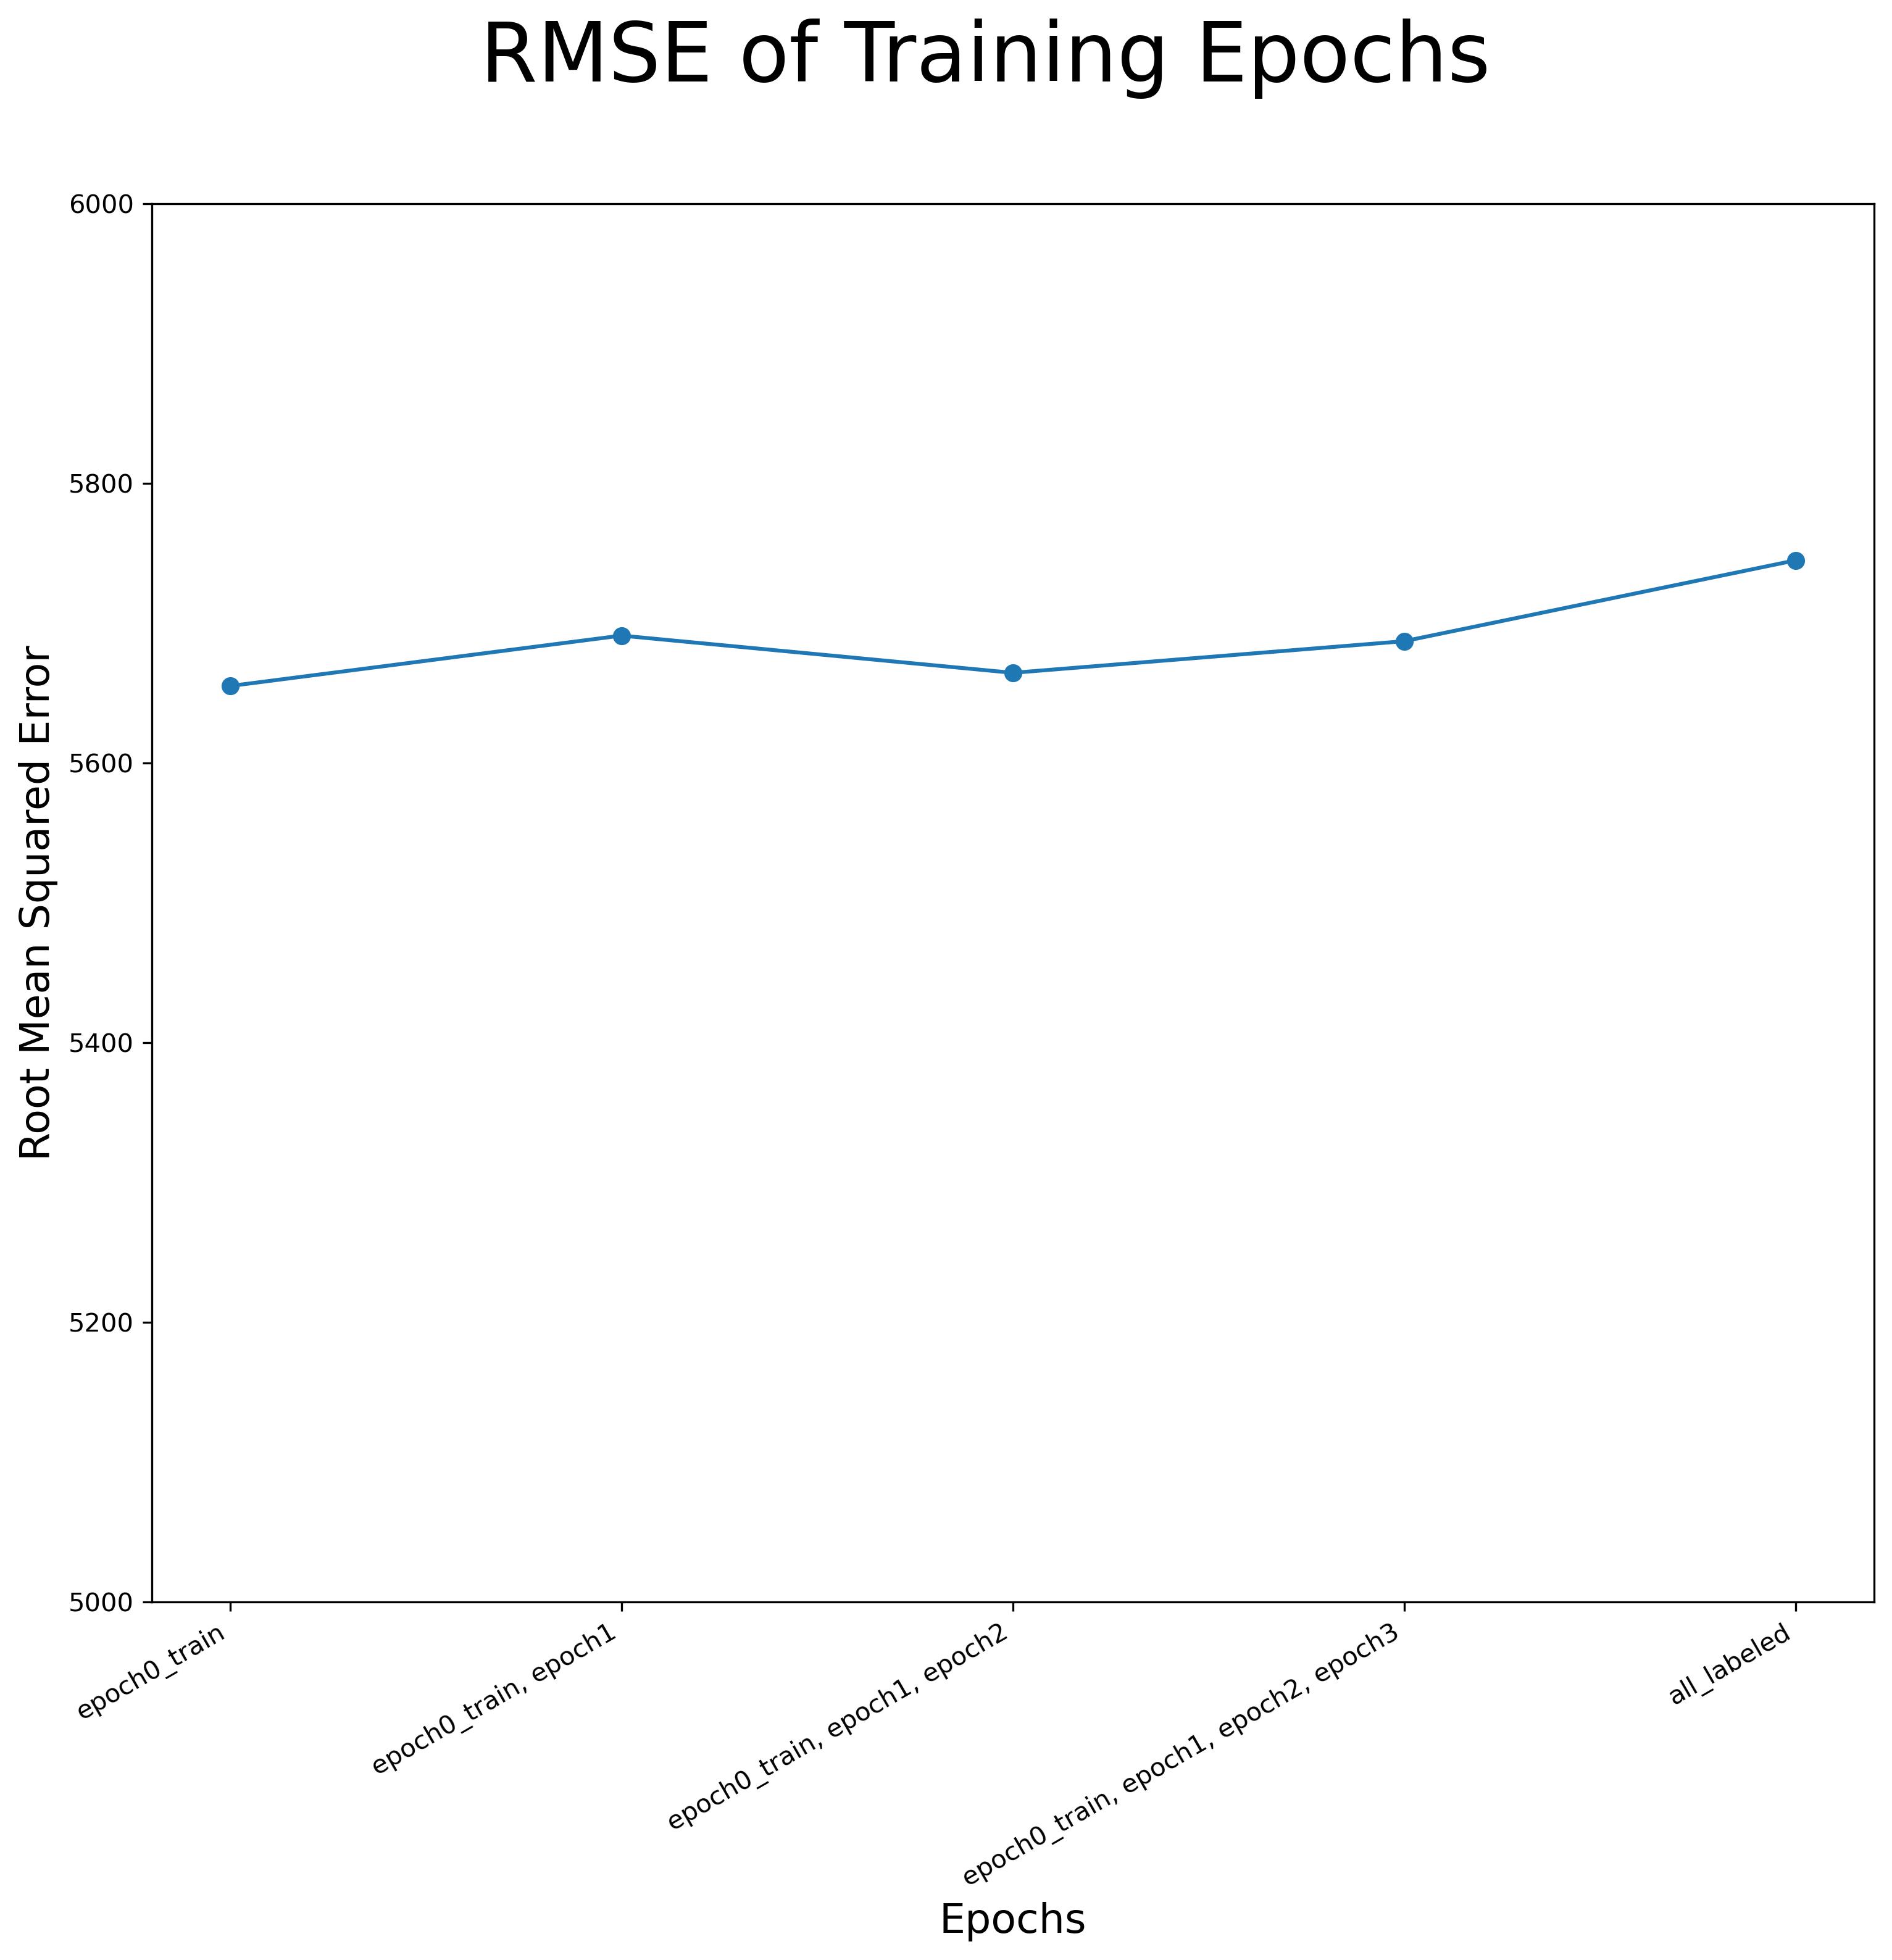 RMSE of Training Epochs
6000
5800
5600
5400
5200
5000
Root Mean Squared Error
epoch0_train
epoch0_train, epoch1
epoch0_train, epoch1, epoch2
epoch0_train, epoch1, epoch2, epoch3
all_labeled
Epochs